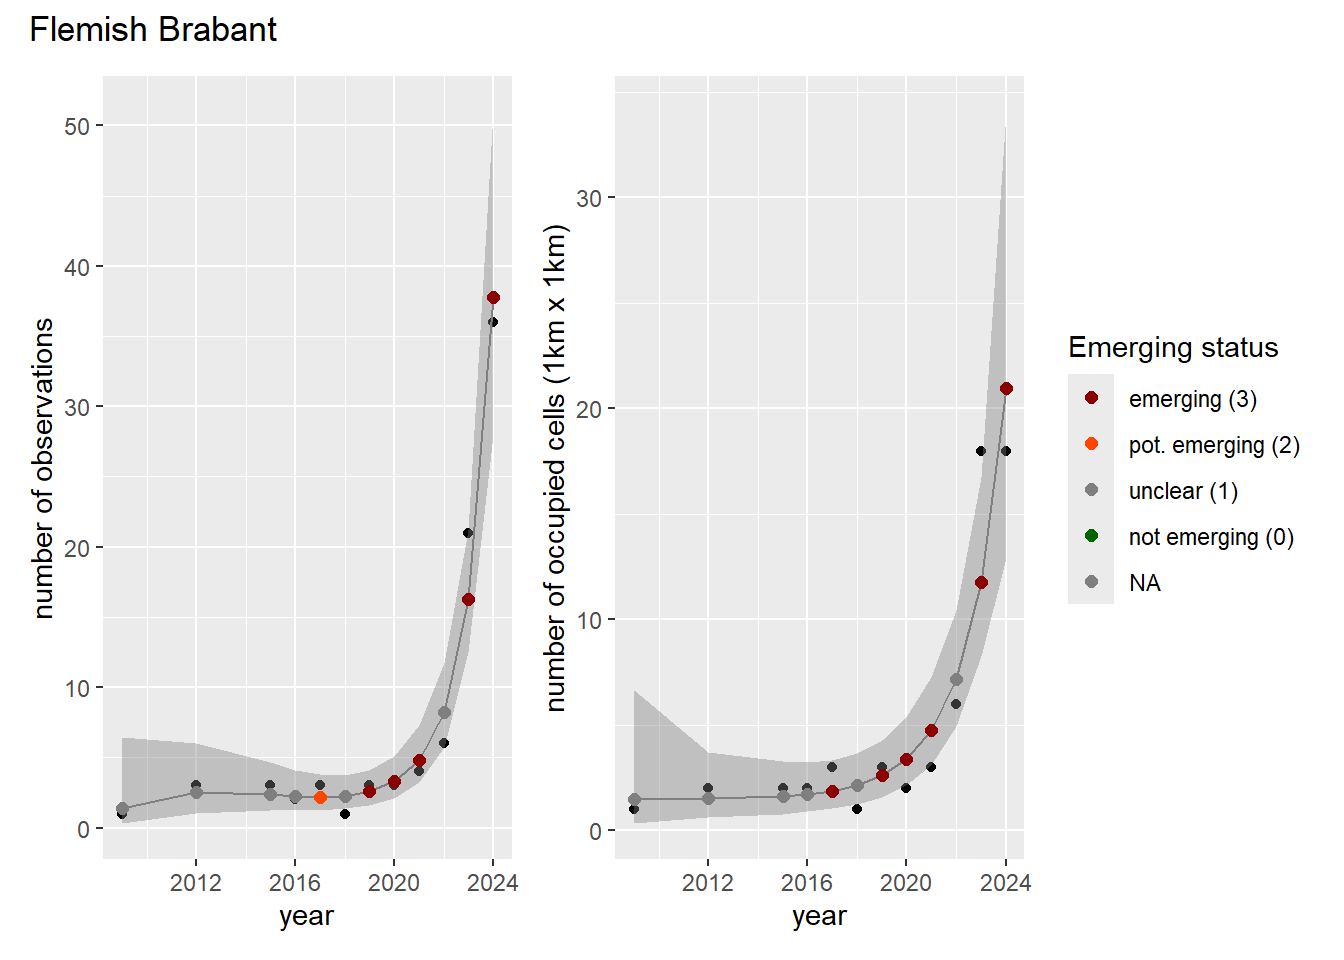 Flemish Brabant
number of observations
50
40
30
20
10
0
2012
2016
2020
2024
year
number of occupied cells (1km x 1km)
30
20
10
0
2012
2016
2020
2024
year
Emerging status
emerging (3)
pot. emerging (2)
unclear (1)
not emerging (0)
NA